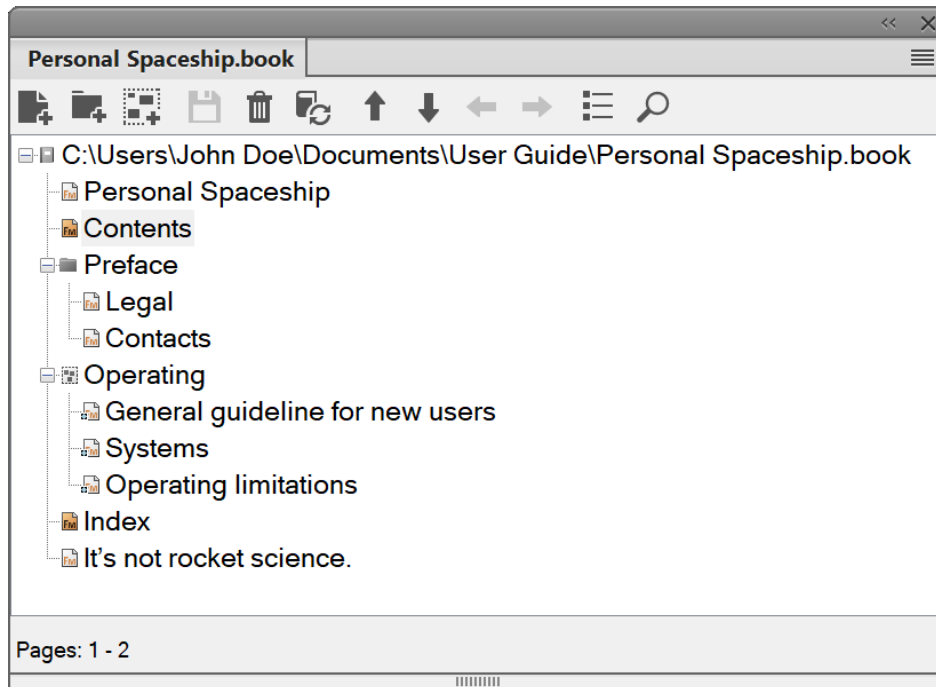 Personal Spaceship.book
C:\Users\John Doe\Documents\User Guide\Personal Spaceship.book
Personal Spaceship
Contents
Preface
Legal
Contacts
Operating
General guideline for new users
Systems
Operating limitations
Index
It’s not rocket science.
Pages: 1 - 2